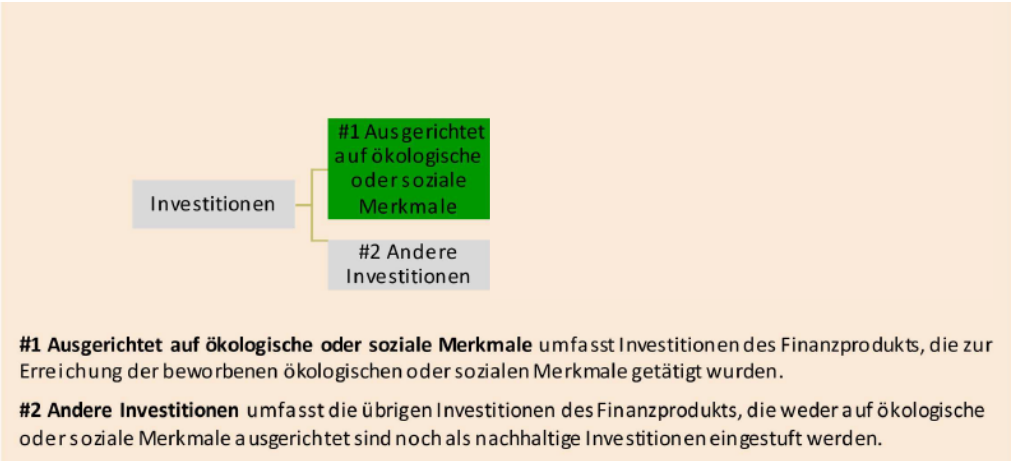 #1 Ausgerichtet
auf ökologische
oder soziale
Merkmale
Investitionen
#2 Andere
Investitionen
#1 Ausgerichtet auf ökologische oder soziale Merkmale umfasst Investitionen des Finanzprodukts, die zur
Erreichung der beworbenen ökologischen oder sozialen Merkmale getätigt wurden.
#2 Andere Investitionen umfasst die übrigen Investitionen des Finanzprodukts, die weder auf ökologische
oder soziale Merkmale ausgerichtet sind noch als nachhaltige Investitionen eingestuft werden.